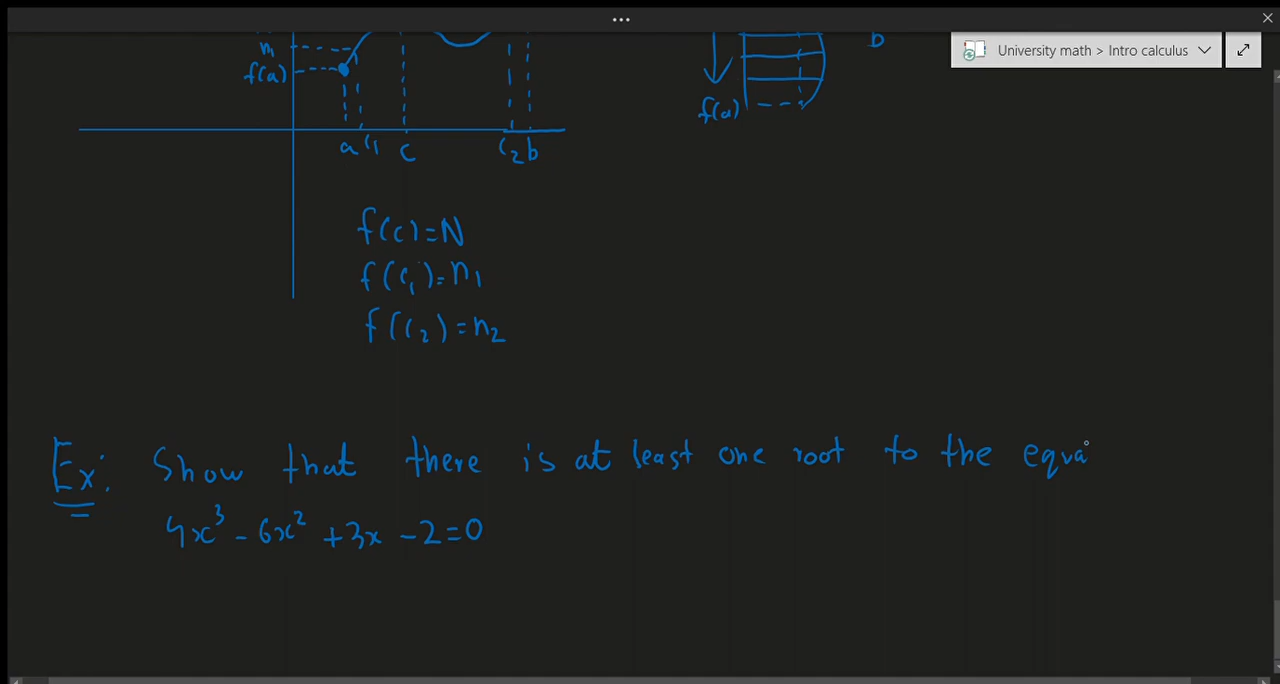 University math > Intro calculus
n₁
f(a)
b
f(a)
a c₁ c c₂ b
f(c)=N
f(c₁)=n₁
f(c₂)=n₂
Ex: Show that there is at least one root to the equa
4x³ - 6x² + 3x - 2 = 0